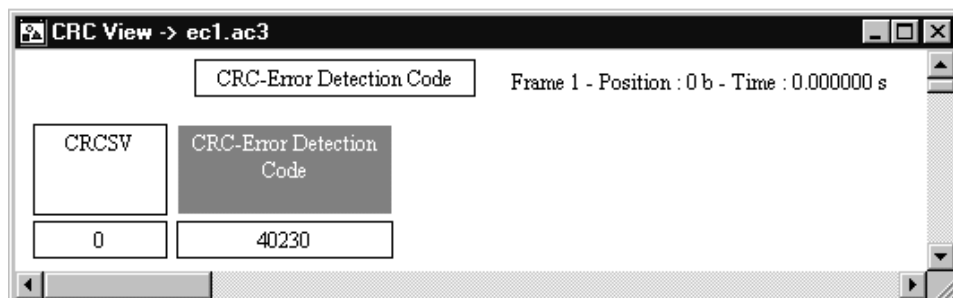 CRC View -> ec1.ac3
CRC-Error Detection Code
Frame 1 - Position : 0 b - Time : 0.000000 s
CRCSV
CRC-Error Detection
Code
0
40230